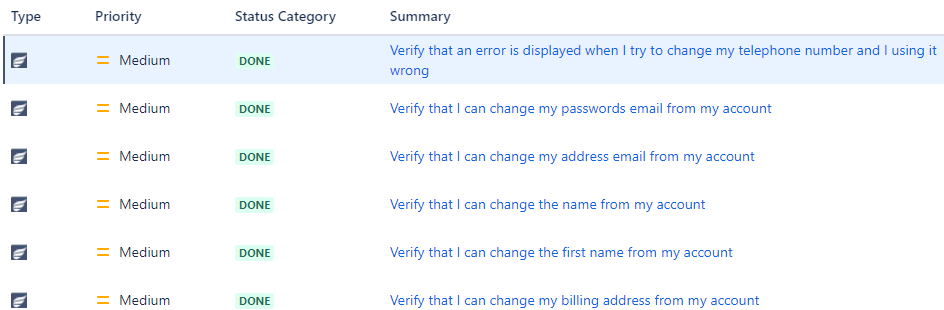 Type Priority Status Category Summary
Medium DONE Verify that an error is displayed when I try to change my telephone number and I using it
wrong
Medium DONE Verify that I can change my passwords email from my account
Medium DONE Verify that I can change my address email from my account
Medium DONE Verify that I can change the name from my account
Medium DONE Verify that I can change the first name from my account
Medium DONE Verify that I can change my billing address from my account